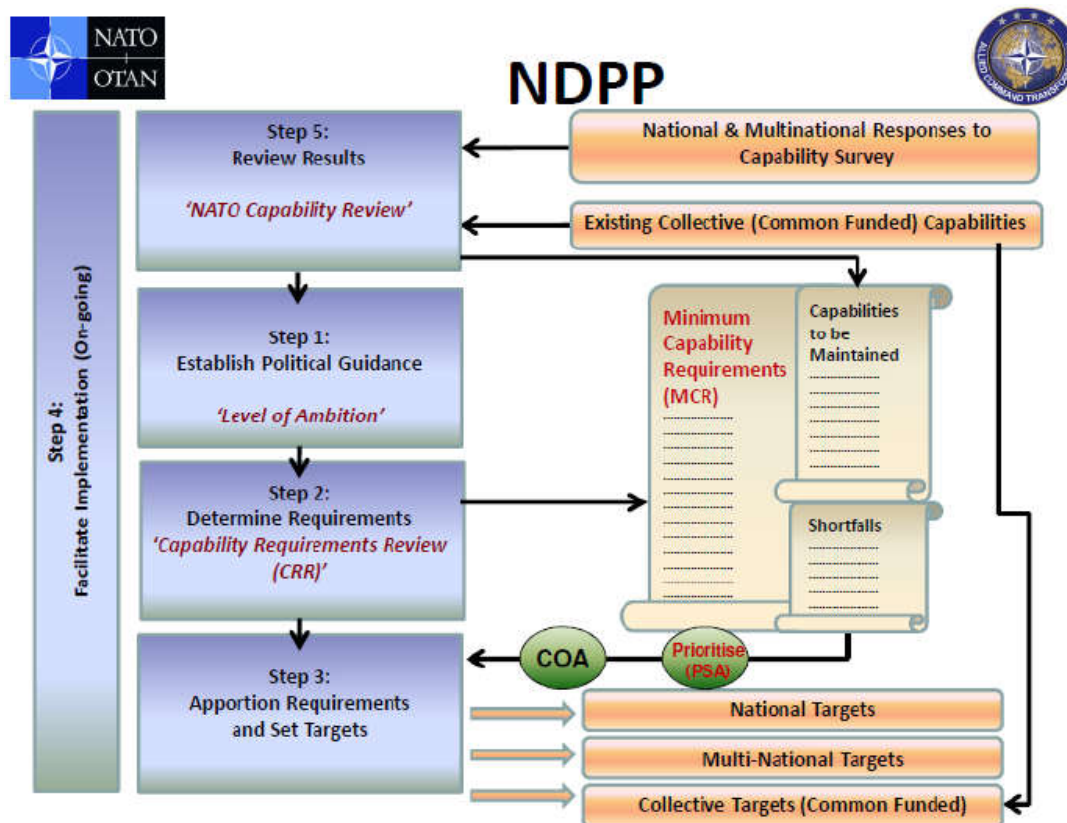 NATO
OTAN
NDPP
ALLIED COMMAND TRANSFORM
Step 4:
Facilitate Implementation (On-going)
Step 5:
Review Results
‘NATO Capability Review’
National & Multinational Responses to
Capability Survey
Existing Collective (Common Funded) Capabilities
Step 1:
Establish Political Guidance
‘Level of Ambition’
Minimum
Capability
Requirements
(MCR)
Capabilities
to be
Maintained
Step 2:
Determine Requirements
‘Capability Requirements Review
(CRR)’
Shortfalls
Step 3:
Apportion Requirements
and Set Targets
COA
Prioritise
(PSA)
National Targets
Multi-National Targets
Collective Targets (Common Funded)